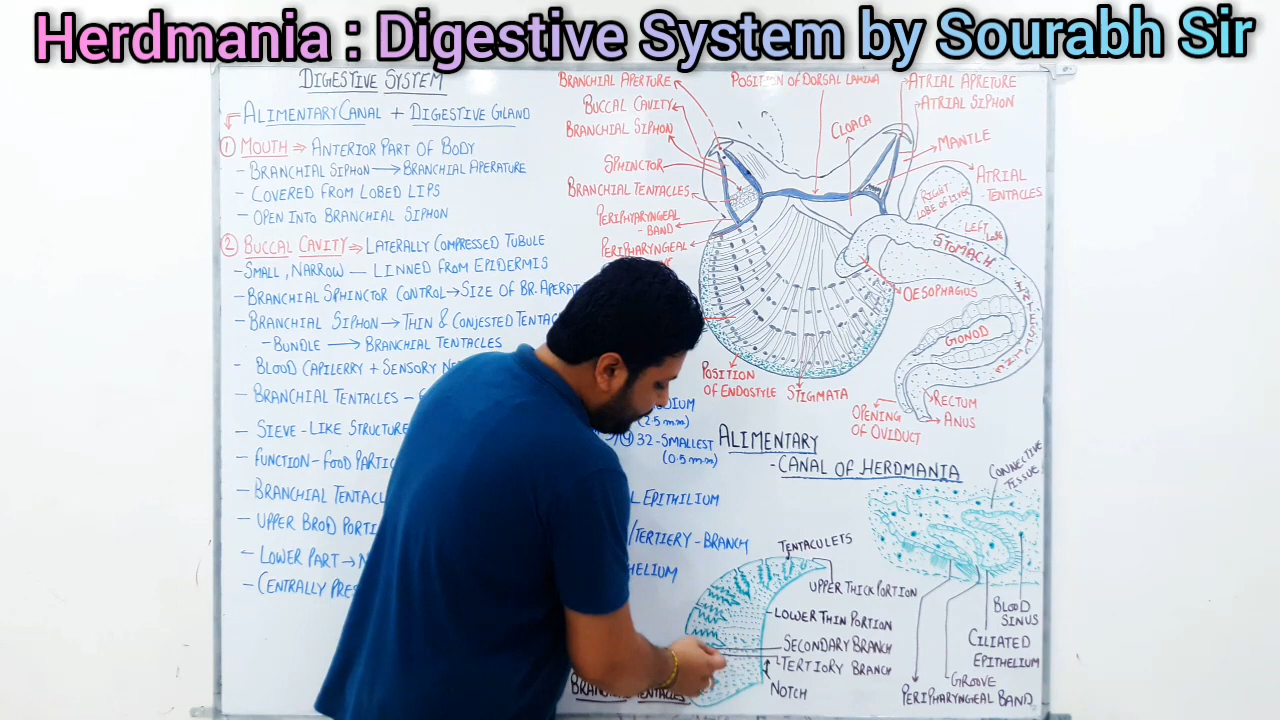 Herdmania : Digestive System by Sourabh Sir
DIGESTIVE SYSTEM
ALIMENTARY CANAL + DIGESTIVE GLAND
① MOUTH ⇒ ANTERIOR PART OF BODY
- BRANCHIAL SIPHON → BRANCHIAL APERATURE
- COVERED FROM LOBED LIPS
- OPEN INTO BRANCHIAL SIPHON
② BUCCAL CAVITY ⇒ LATERALLY COMPRESSED TUBULE
- SMALL, NARROW — LINNED FROM EPIDERMIS
- BRANCHIAL SPHINCTOR CONTROL → SIZE OF BR. APERAT
- BRANCHIAL SIPHON → THIN & CONJESTED TENTAC
- BUNDLE → BRANCHIAL TENTACLES
- BLOOD CAPILERRY + SENSORY
- BRANCHIAL TENTACLES -
- SIEVE - LIKE STRUCTURE
- FUNCTION - FOOD PARTIC
- BRANCHIAL TENTACL
- UPPER BROD PORTI
- LOWER PART →
- CENTRALLY PRES
(2.5 mm)
32 - SMALLEST
(0.5 mm)
EPITHILIUM
/TERTIERY - BRANCH
HELIUM
BRANCHIAL APERTURE
BUCCAL CAVITY
BRANCHIAL SIPHON
SPHINCTOR
BRANCHIAL TENTACLES
PERIPHYARYNGEAL
- BAND
PERIPHARYNGEAL
POSITION OF DORSAL LAMINA
CLOACA
ATRIAL APRETURE
ATRIAL SIPHON
MANTLE
ATRIAL
- TENTACLES
RIGHT
LOBE OF LIVER
LEFT
LOBE
STOMACH
OESOPHAGUS
INTESTINE
GONOD
RECTUM
ANUS
OPENING
OF OVIDUCT
POSITION
OF ENDOSTYLE
STIGMATA
ALIMENTARY
- CANAL OF HERDMANIA
TENTACULETS
UPPER THICK PORTION
LOWER THIN PORTION
SECONDARY BRANCH
TERTIORY BRANCH
NOTCH
TENTACLES
CONNECTIVE
TISSUE
BLOOD
SINUS
CILIATED
EPITHELIUM
GROOVE
PERIPHARYNGEAL BAND